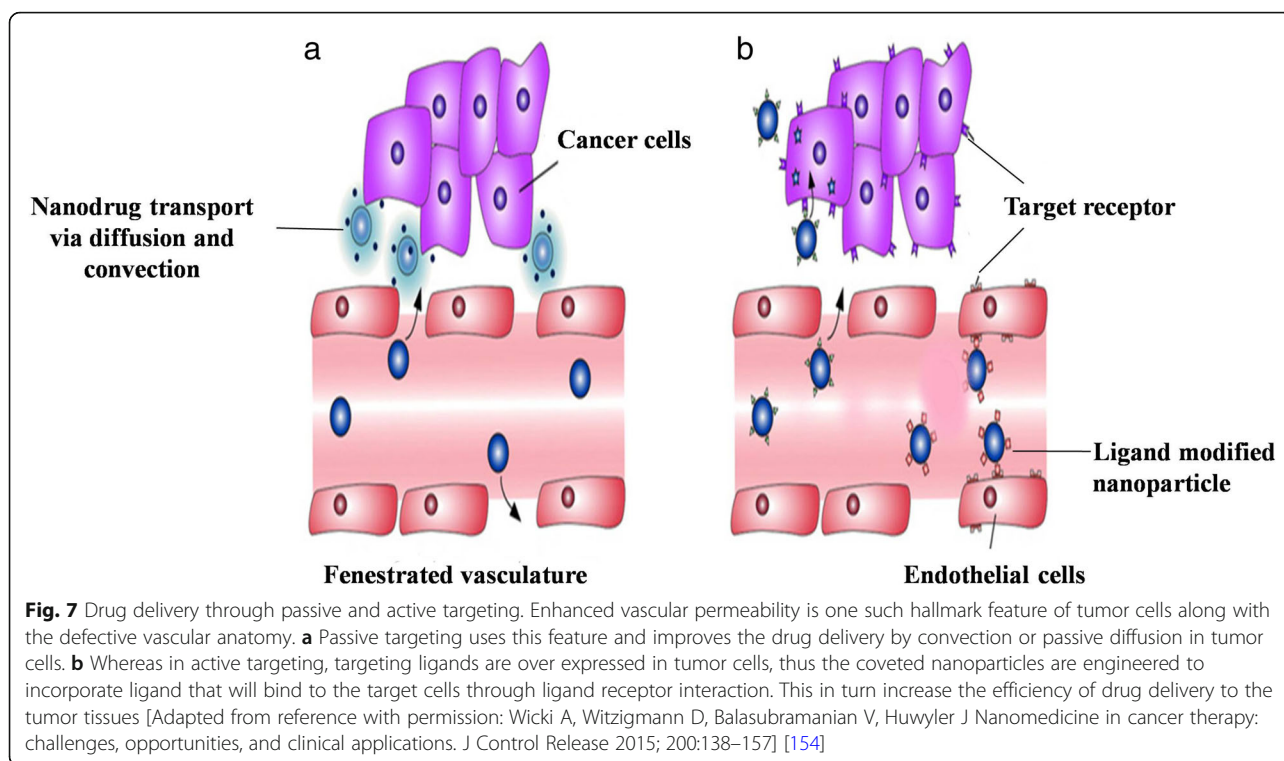 a
b
Cancer cells
Nanodrug transport
via diffusion and
convection
Target receptor
Ligand modified
nanoparticle
Fenestrated vasculature
Endothelial cells
Fig. 7 Drug delivery through passive and active targeting. Enhanced vascular permeability is one such hallmark feature of tumor cells along with
the defective vascular anatomy. a Passive targeting uses this feature and improves the drug delivery by convection or passive diffusion in tumor
cells. b Whereas in active targeting, targeting ligands are over expressed in tumor cells, thus the coveted nanoparticles are engineered to
incorporate ligand that will bind to the target cells through ligand receptor interaction. This in turn increase the efficiency of drug delivery to the
tumor tissues [Adapted from reference with permission: Wicki A, Witzigmann D, Balasubramanian V, Huwyler J Nanomedicine in cancer therapy:
challenges, opportunities, and clinical applications. J Control Release 2015; 200:138–157] [154]